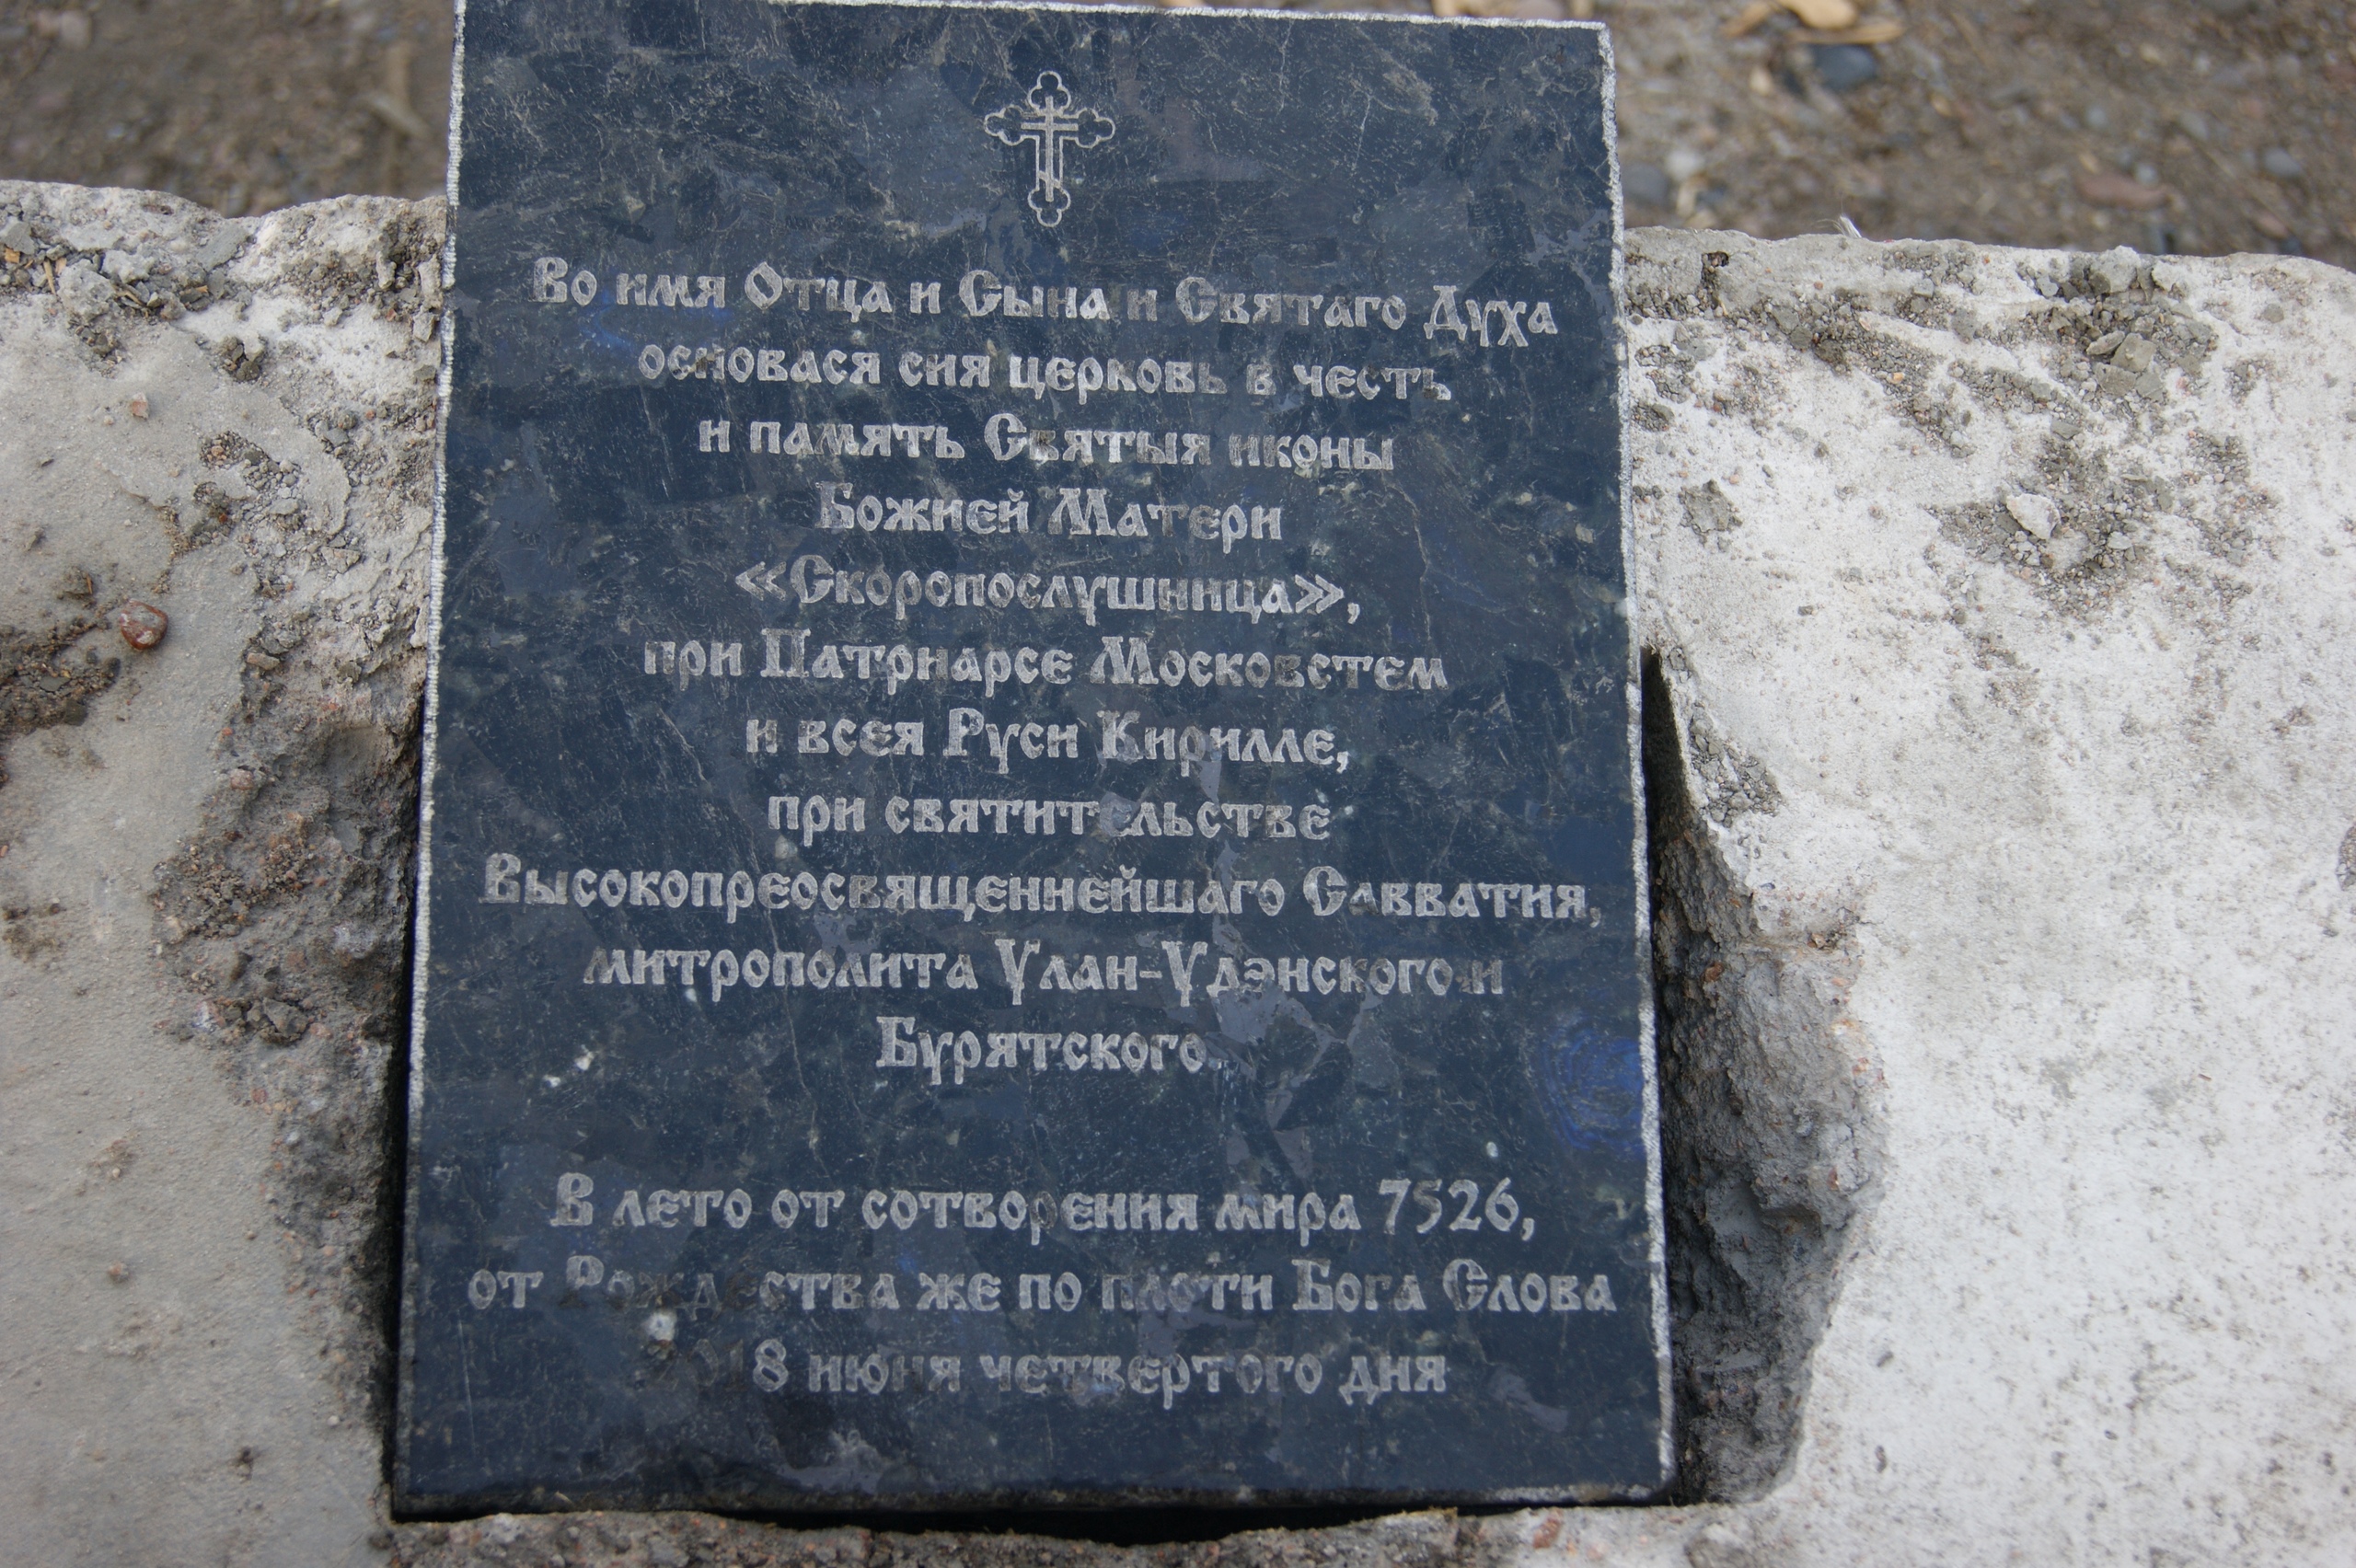 Во имя Отца и Сына и Святаго Духа
основася сия церковь в честь
и память Святыя иконы
Божией Матери
«Скоропослушница»,
при Патриарсе Московстем
и всея Руси Кирилле,
при святительстве
Высокопреосвященнейшаго Савватия,
митрополита Улан-Удэнского и
Бурятского.
В лето от сотворения мира 7526,
от Рождества же по плоти Бога Слова
2018 июня четвертого дня